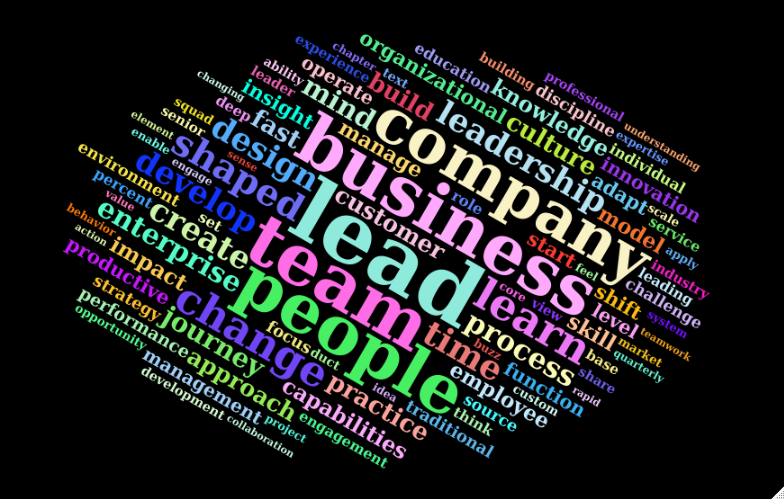 experience
chapter
text
organizational
education
building
professional
ability
operate
build
knowledge
discipline
understanding
changing
leader
mind
leadership
culture
individual
expertise
insight
company
innovation
squad
deep
fast
manage
adapt
scale
senior
design
business
role
model
service
element
enable
shaped
sense
customer
apply
environment
engage
develop
lead
start
feel
industry
leading
percent
value
set
team
core
view
shift
challenge
behavior
enterprise
create
learn
level
system
action
productive
impact
people
process
skill
market
teamwork
strategy
change
focus
duct
time
buzz
base
quarterly
performance
journey
function
share
opportunity
approach
practice
employee
custom
rapid
management
idea
source
think
development
capabilities
traditional
collaboration
project
engagement